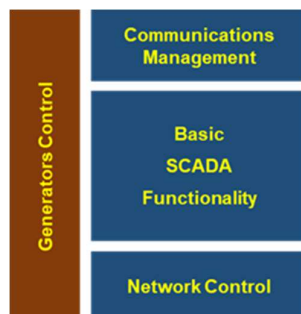 Generators Control
Communications
Management
Basic
SCADA
Functionality
Network Control